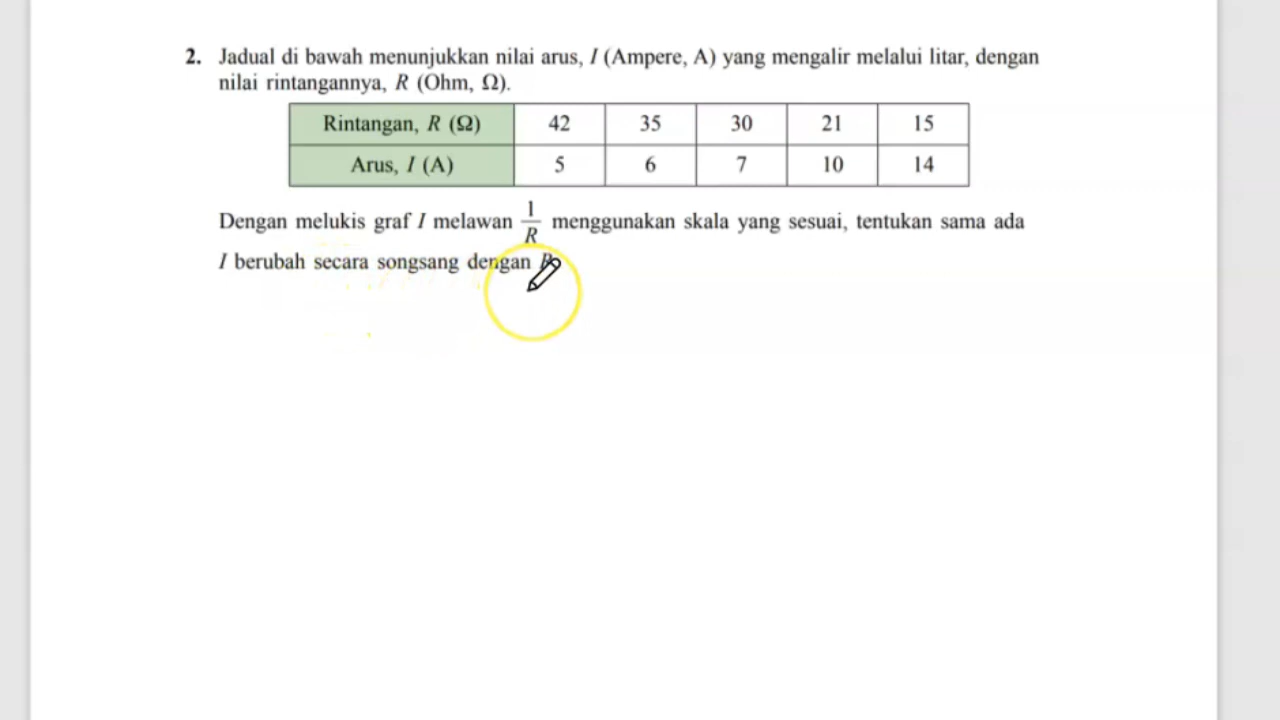 2. Jadual di bawah menunjukkan nilai arus, I (Ampere, A) yang mengalir melalui litar, dengan
nilai rintangannya, R (Ohm, Ω).
Rintangan, R (Ω) 42 35 30 21 15
Arus, I (A) 5 6 7 10 14
Dengan melukis graf I melawan 1/R menggunakan skala yang sesuai, tentukan sama ada
I berubah secara songsang dengan